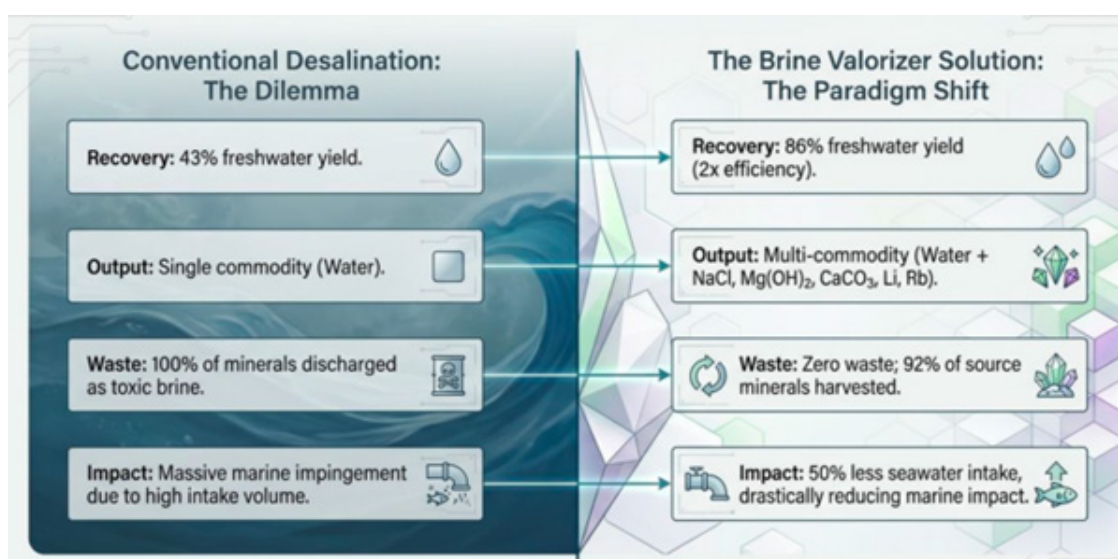 Conventional Desalination:
The Dilemma
Recovery: 43% freshwater yield.
Output: Single commodity (Water).
Waste: 100% of minerals discharged
as toxic brine.
Impact: Massive marine impingement
due to high intake volume.
The Brine Valorizer Solution:
The Paradigm Shift
Recovery: 86% freshwater yield
(2x efficiency).
Output: Multi-commodity (Water +
NaCl, Mg(OH)₂, CaCO₃, Li, Rb).
Waste: Zero waste; 92% of source
minerals harvested.
Impact: 50% less seawater intake,
drastically reducing marine impact.